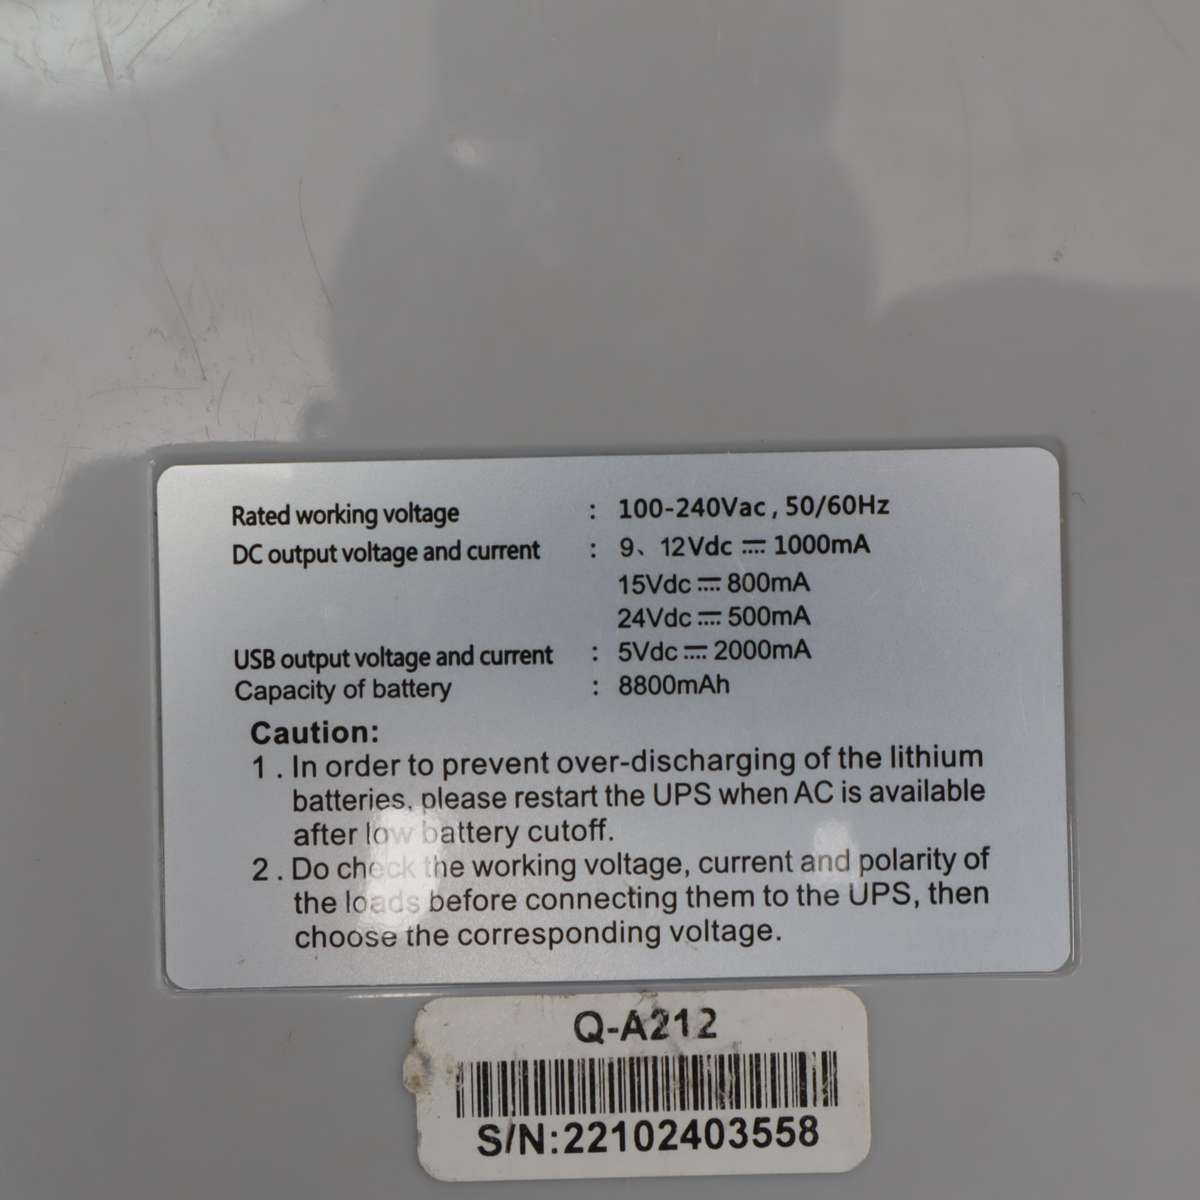 Rated working voltage : 100-240Vac, 50/60Hz
DC output voltage and current : 9、12Vdc ⎓ 1000mA
15Vdc ⎓ 800mA
24Vdc ⎓ 500mA
USB output voltage and current : 5Vdc ⎓ 2000mA
Capacity of battery : 8800mAh
Caution:
1 . In order to prevent over-discharging of the lithium
batteries, please restart the UPS when AC is available
after low battery cutoff.
2 . Do check the working voltage, current and polarity of
the loads before connecting them to the UPS, then
choose the corresponding voltage.
Q-A212
S/N:22102403558